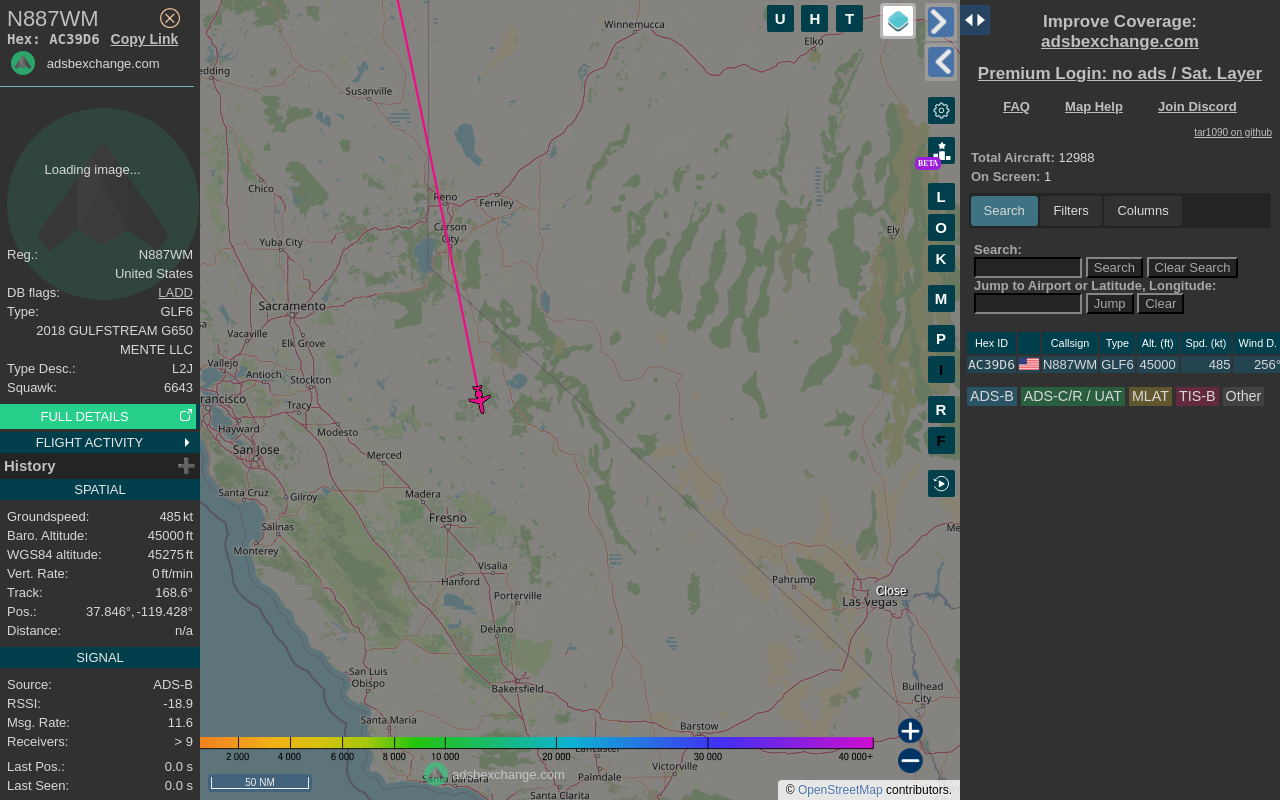 N887WM
Hex: AC39D6 Copy Link
adsbexchange.com
Loading image...
Reg.: N887WM
United States
DB flags: LADD
Type: GLF6
2018 GULFSTREAM G650
MENTE LLC
Type Desc.: L2J
Squawk: 6643
FULL DETAILS
FLIGHT ACTIVITY
History
SPATIAL
Groundspeed: 485 kt
Baro. Altitude: 45000 ft
WGS84 altitude: 45275 ft
Vert. Rate: 0 ft/min
Track: 168.6°
Pos.: 37.846°, -119.428°
Distance: n/a
SIGNAL
Source: ADS-B
RSSI: -18.9
Msg. Rate: 11.6
Receivers: > 9
Last Pos.: 0.0 s
Last Seen: 0.0 s
Winnemucca
Elko
edding
Susanville
Chico
Reno
Fernley
Carson
City
Ely
Yuba City
Sacramento
sa
Vacaville
Elk Grove
Vallejo
Antioch
Stockton
rancisco
Tracy
Hayward
Modesto
San Jose
Merced
Santa Cruz
Gilroy
Madera
Salinas
Fresno
Monterey
Visalia
Hanford
Porterville
Pahrump
Me
Close
Las Vegas
Delano
San Luis
Obispo
Bakersfield
Bullhead
City
Santa Maria
Barstow
Lancaster
Victorville
Palmdale
Santa Barbara
Santa Clarita
2 000
4 000
6 000
8 000
10 000
20 000
30 000
40 000+
adsbexchange.com
50 NM
© OpenStreetMap contributors.
U H T
BETA
L
O
K
M
P
I
R
F
Improve Coverage:
adsbexchange.com
Premium Login: no ads / Sat. Layer
FAQ Map Help Join Discord
tar1090 on github
Total Aircraft: 12988
On Screen: 1
Search Filters Columns
Search:
Search Clear Search
Jump to Airport or Latitude, Longitude:
Jump Clear
Hex ID Callsign Type Alt. (ft) Spd. (kt) Wind D.
AC39D6 N887WM GLF6 45000 485 256°
ADS-B ADS-C/R / UAT MLAT TIS-B Other